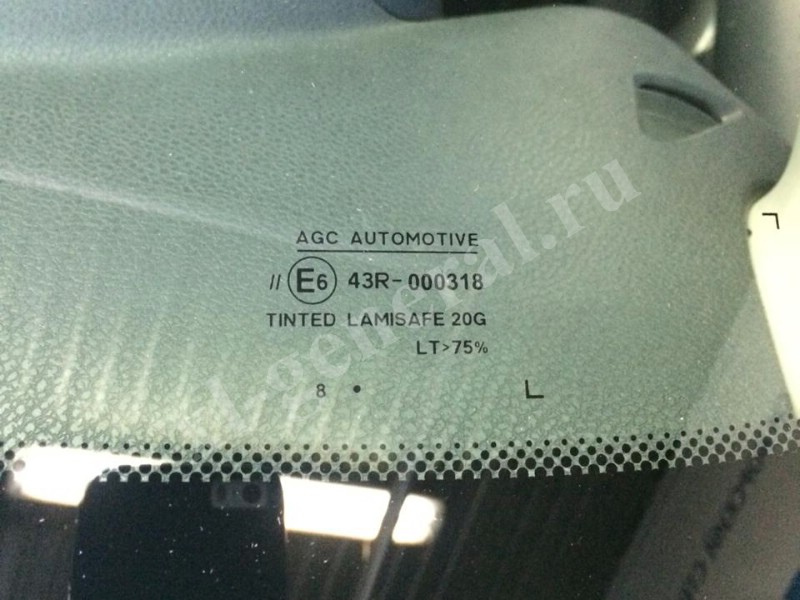 AGC AUTOMOTIVE
// E6 43R-000318
TINTED LAMISAFE 20G
LT>75%
8 •